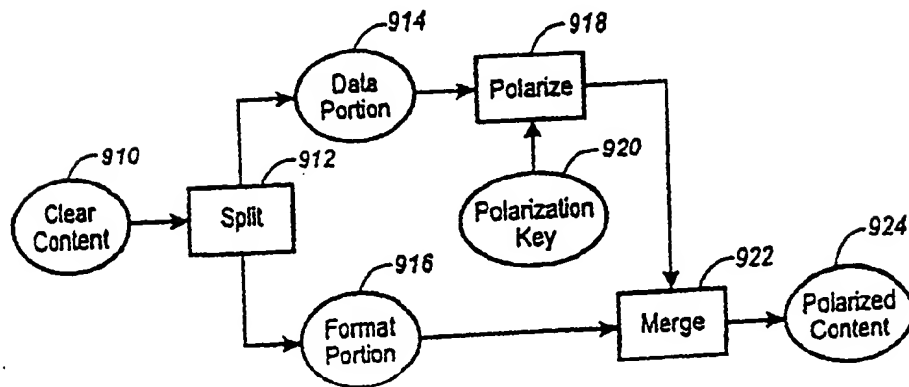 914
Data
Portion
918
Polarize
910
Clear
Content
912
Split
920
Polarization
Key
916
Format
Portion
922
Merge
924
Polarized
Content